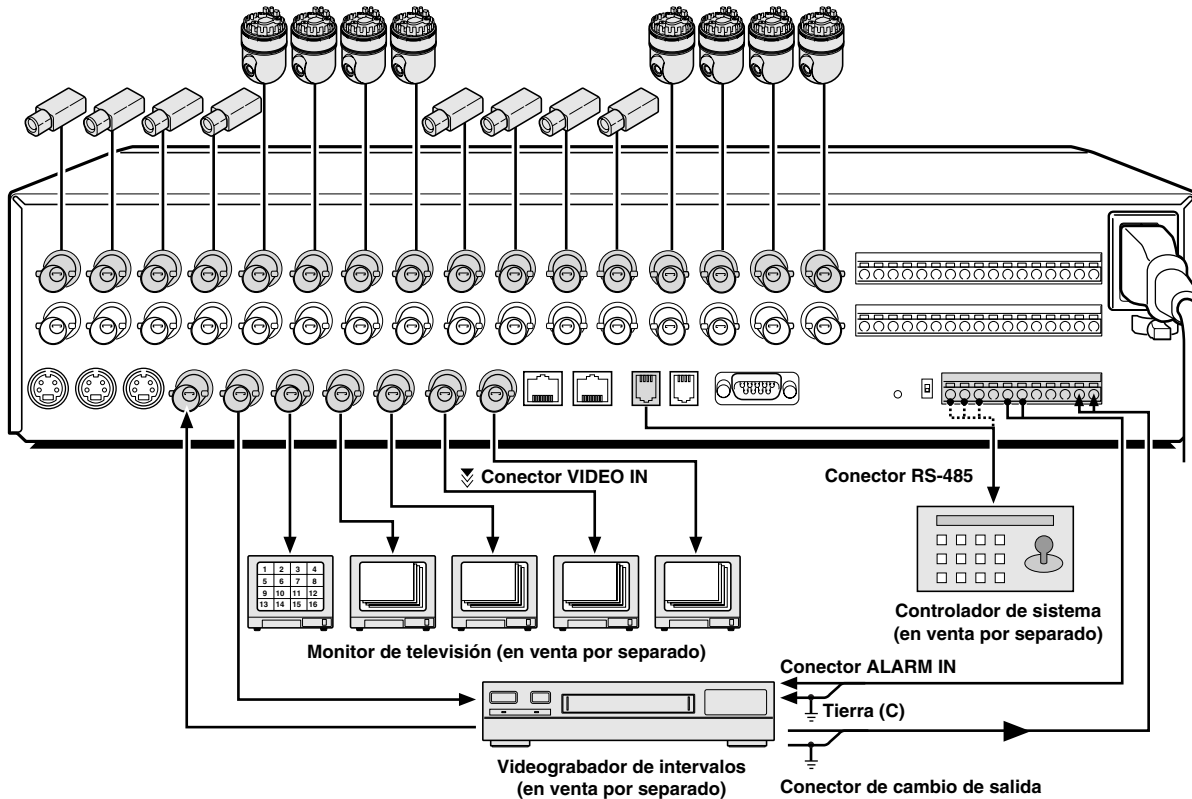 Conector VIDEO IN
Conector RS-485
1 2 3 4
5 6 7 8
9 10 11 12
13 14 15 16
Controlador de sistema
(en venta por separado)
Monitor de televisión (en venta por separado)
Conector ALARM IN
Tierra (C)
Videograbador de intervalos
(en venta por separado)
Conector de cambio de salida